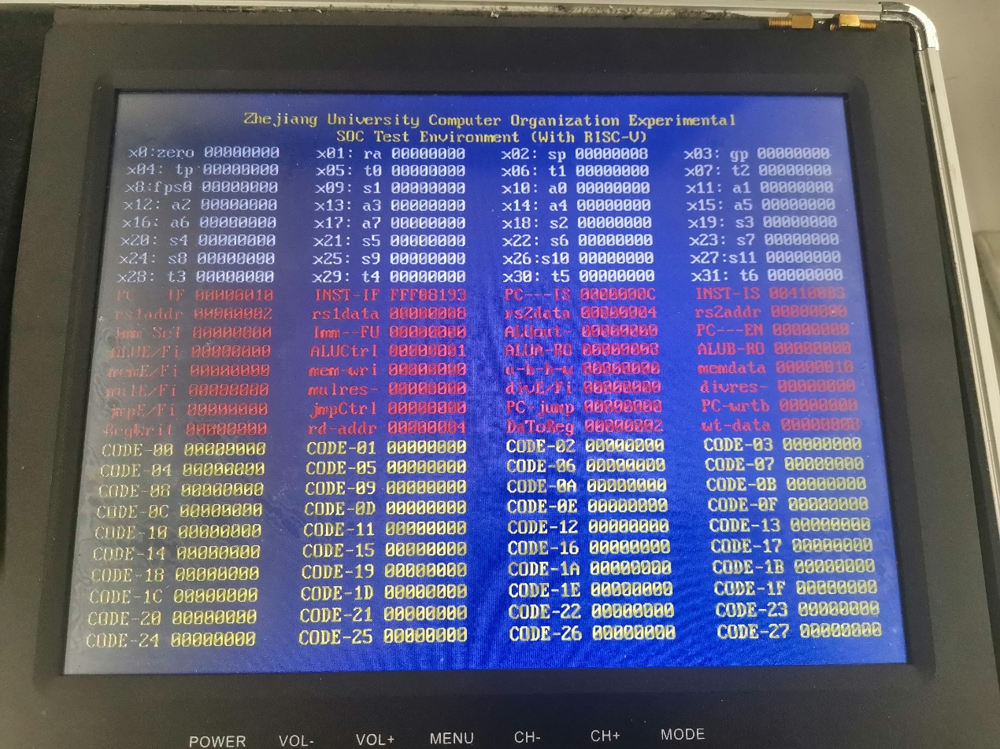 Zhejiang University Computer Organization Experimental
SOC Test Environment (With RISC-V)
x0:zero 00000000 x01: ra 00000000 x02: sp 00000008 x03: gp 00000000
x04: tp 00000000 x05: t0 00000000 x06: t1 00000000 x07: t2 00000000
x8:fps0 00000000 x09: s1 00000000 x10: a0 00000000 x11: a1 00000000
x12: a2 00000000 x13: a3 00000000 x14: a4 00000000 x15: a5 00000000
x16: a6 00000000 x17: a7 00000000 x18: s2 00000000 x19: s3 00000000
x20: s4 00000000 x21: s5 00000000 x22: s6 00000000 x23: s7 00000000
x24: s8 00000000 x25: s9 00000000 x26:s10 00000000 x27:s11 00000000
x28: t3 00000000 x29: t4 00000000 x30: t5 00000000 x31: t6 00000000
PC---IF 00000010 INST-IF FFF08193 PC---IS 0000000C INST-IS 00410083
rs1addr 00000002 rs1data 00000008 rs2data 00000004 rs2addr 00000000
Imm Sel 00000000 Imm--FU 00000000 ALUout- 00000000 PC---EN 00000000
ALUE/Fi 00000000 ALUCtrl 00000001 ALUA-RO ALUB-RO 00000000
memE/Fi 00000000 mem-wri 00000000 u-b-h-w 00000000 memdata 00000010
mulE/Fi 00000000 mulres- 00000000 divE/Fi 00000000 divres- 00000000
jmpE/Fi 00000000 jmpCtrl 00000000 PC-jump 00000000 PC-wrtb 00000000
RegWrit 00000000 rd-addr 00000004 DaToReg 00000002 wt-data
CODE-00 00000000 CODE-01 00000000 CODE-02 00000000 CODE-03 00000000
CODE-04 00000000 CODE-05 00000000 CODE-06 00000000 CODE-07 00000000
CODE-08 00000000 CODE-09 00000000 CODE-0A 00000000 CODE-0B 00000000
CODE-0C 00000000 CODE-0D 00000000 CODE-0E 00000000 CODE-0F 00000000
CODE-10 00000000 CODE-11 00000000 CODE-12 00000000 CODE-13 00000000
CODE-14 00000000 CODE-15 00000000 CODE-16 00000000 CODE-17 00000000
CODE-18 00000000 CODE-19 00000000 CODE-1A 00000000 CODE-1B 00000000
CODE-1C 00000000 CODE-1D 00000000 CODE-1E 00000000 CODE-1F 00000000
CODE-20 00000000 CODE-21 00000000 CODE-22 00000000 CODE-23 00000000
CODE-24 00000000 CODE-25 00000000 CODE-26 00000000 CODE-27 00000000
POWER VOL- VOL+ MENU CH- CH+ MODE